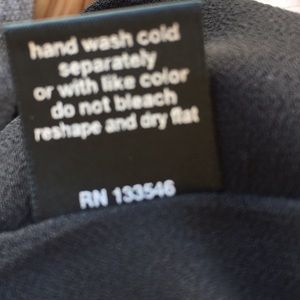 hand wash cold
separately
or with like color
do not bleach
reshape and dry flat
RN 133546